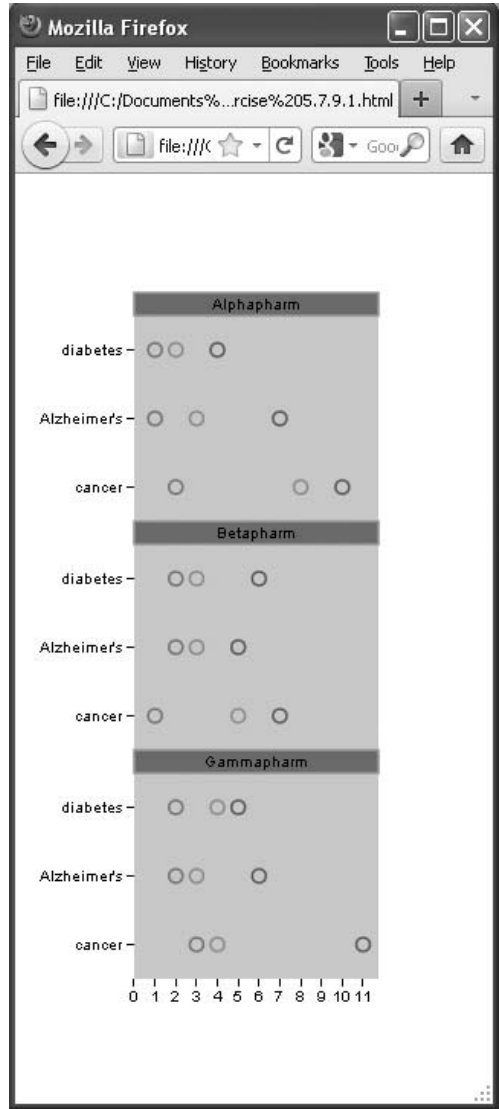 Mozilla Firefox
File Edit View History Bookmarks Tools Help
file:///C:/Documents%...rcise%205.7.9.1.html
file:///C
Goo
Alphapharm
diabetes
Alzheimer's
cancer
Betapharm
diabetes
Alzheimer's
cancer
Gammapharm
diabetes
Alzheimer's
cancer
0 1 2 3 4 5 6 7 8 9 10 11